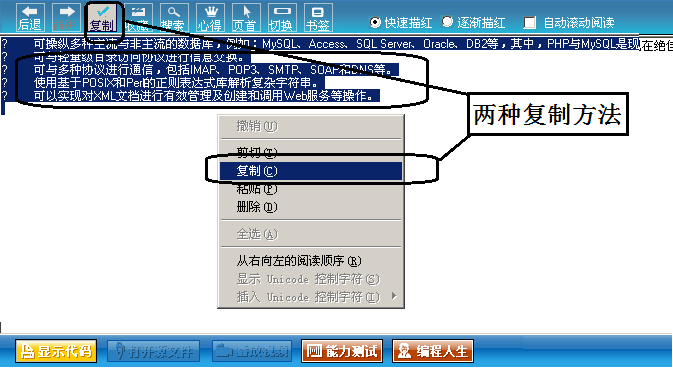 后退
复制
收藏
搜索
心得
页首
切换
书签
快速描红
逐渐描红
自动滚动阅读
? 可操纵多种主流与非主流的数据库，例如：MySQL、Access、SQL Server、Oracle、DB2等，其中，PHP与MySQL是现在绝佳
? 可与轻量级目录访问协议进行信息交换。
? 可与多种协议进行通信，包括IMAP、POP3、SMTP、SOAP和DNS等。
? 使用基于POSIX和Perl的正则表达式库解析复杂字符串。
? 可以实现对XML文档进行有效管理及创建和调用Web服务等操作。
两种复制方法
撤销(U)
剪切(T)
复制(C)
粘贴(P)
删除(D)
全选(A)
从右向左的阅读顺序(R)
显示 Unicode 控制字符(S)
插入 Unicode 控制字符(I)
显示代码
打开源文件
能力测试
编程人生